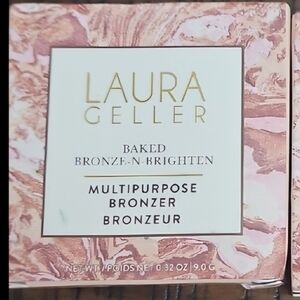 LAURA
GELLER
BAKED
BRONZE-N-BRIGHTEN
MULTIPURPOSE
BRONZER
BRONZEUR
NET WT / POIDS NET 0.32 OZ | 9.0 G